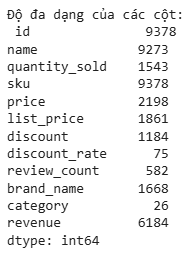 Độ đa dạng của các cột:
id 9378
name 9273
quantity_sold 1543
sku 9378
price 2198
list_price 1861
discount 1184
discount_rate 75
review_count 582
brand_name 1668
category 26
revenue 6184
dtype: int64